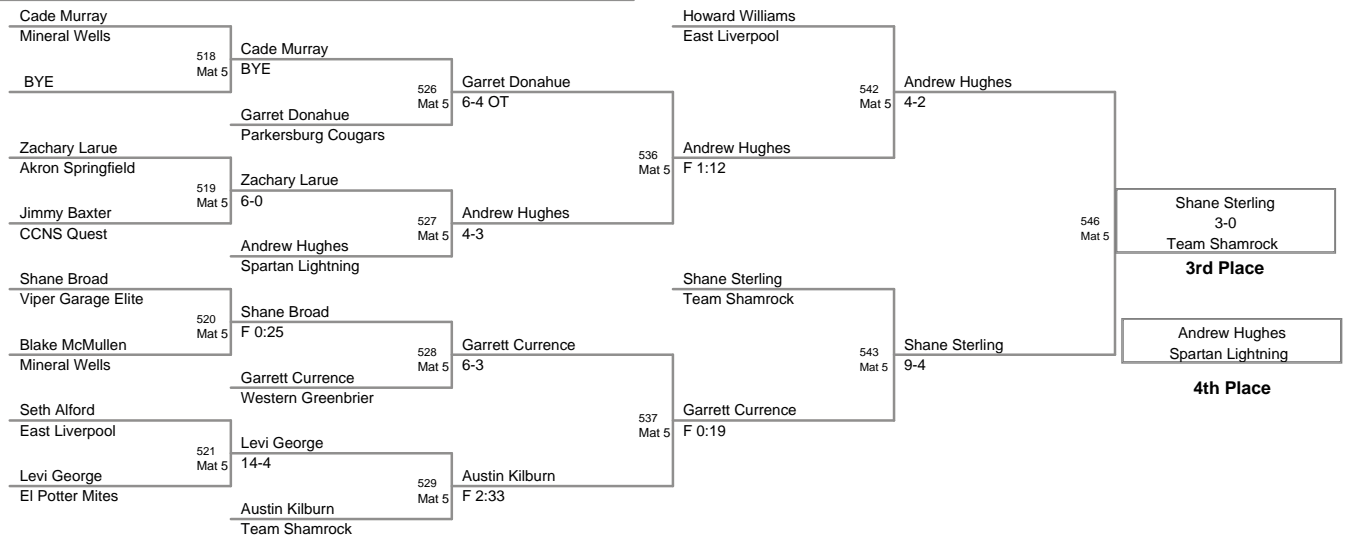 Cade Murray
Mineral Wells
518
Mat 5
BYE
Cade Murray
BYE
526
Mat 5
Garret Donahue
Parkersburg Cougars
Garret Donahue
6-4 OT
Zachary Larue
Akron Springfield
519
Mat 5
Jimmy Baxter
CCNS Quest
Zachary Larue
6-0
527
Mat 5
Andrew Hughes
Spartan Lightning
Andrew Hughes
4-3
536
Mat 5
Andrew Hughes
F 1:12
Shane Broad
Viper Garage Elite
520
Mat 5
Blake McMullen
Mineral Wells
Shane Broad
F 0:25
528
Mat 5
Garrett Currence
Western Greenbrier
Garrett Currence
6-3
Seth Alford
East Liverpool
521
Mat 5
Levi George
El Potter Mites
Levi George
14-4
529
Mat 5
Austin Kilburn
Team Shamrock
Austin Kilburn
F 2:33
537
Mat 5
Garrett Currence
F 0:19
Howard Williams
East Liverpool
542
Mat 5
Andrew Hughes
4-2
Shane Sterling
Team Shamrock
543
Mat 5
Shane Sterling
9-4
546
Mat 5
Shane Sterling
3-0
Team Shamrock
3rd Place
Andrew Hughes
Spartan Lightning
4th Place